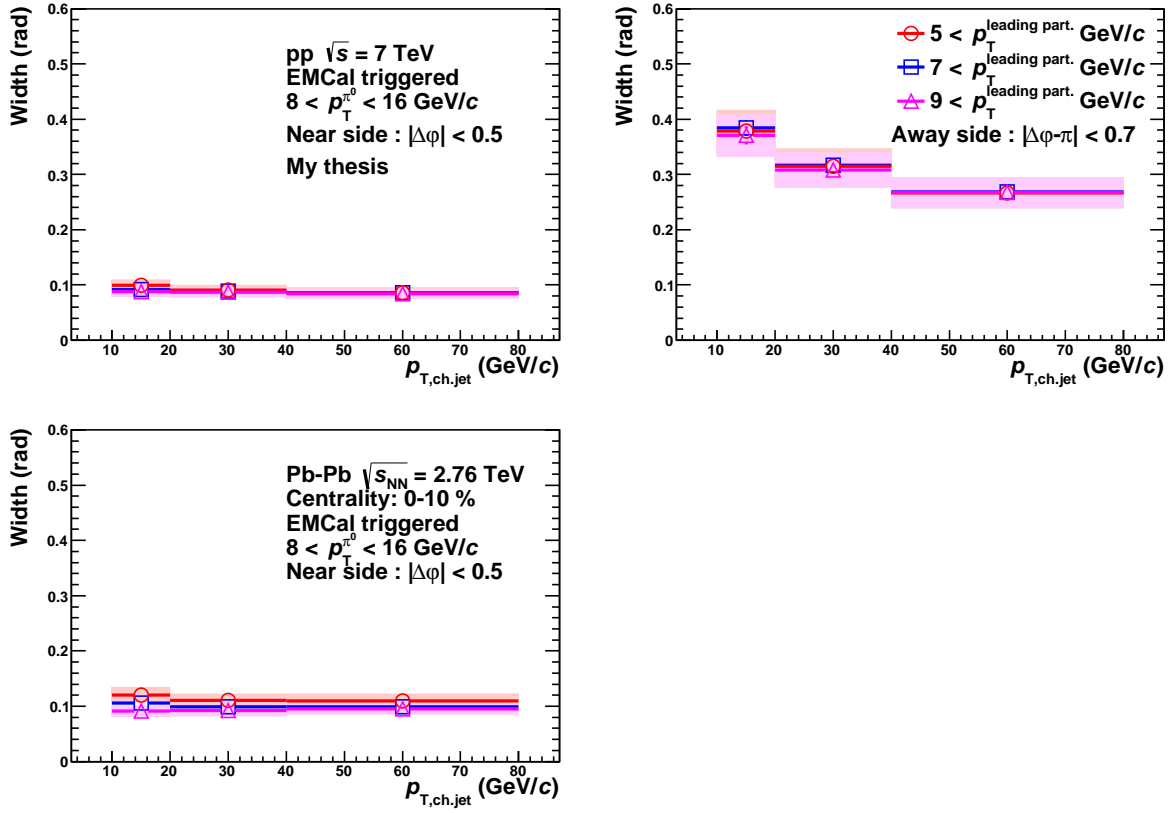 Width (rad)
0.6
0.5
0.4
0.3
0.2
0.1
0
pp √s = 7 TeV
EMCal triggered
8 < p_T^{π⁰} < 16 GeV/c
Near side : |Δφ| < 0.5
My thesis
10 20 30 40 50 60 70 80
p_{T,ch.jet} (GeV/c)
Width (rad)
0.6
0.5
0.4
0.3
0.2
0.1
0
5 < p_T^{leading part.} GeV/c
7 < p_T^{leading part.} GeV/c
9 < p_T^{leading part.} GeV/c
Away side : |Δφ-π| < 0.7
10 20 30 40 50 60 70 80
p_{T,ch.jet} (GeV/c)
Width (rad)
0.6
0.5
0.4
0.3
0.2
0.1
0
Pb-Pb √s_{NN} = 2.76 TeV
Centrality: 0-10 %
EMCal triggered
8 < p_T^{π⁰} < 16 GeV/c
Near side : |Δφ| < 0.5
10 20 30 40 50 60 70 80
p_{T,ch.jet} (GeV/c)